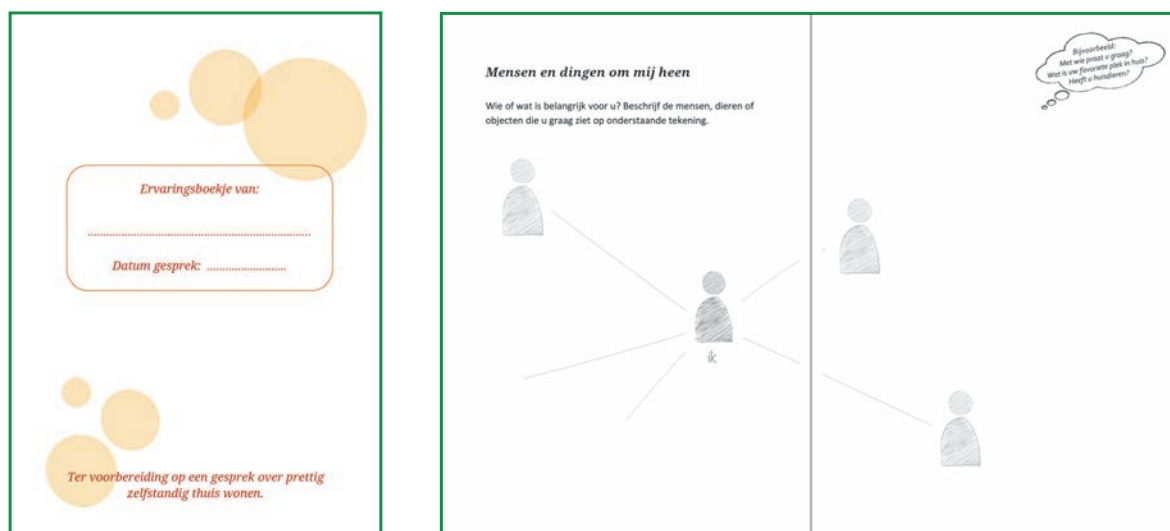 Ervaringsboekje van:
Datum gesprek:
Ter voorbereiding op een gesprek over prettig
zelfstandig thuis wonen.
Mensen en dingen om mij heen
Wie of wat is belangrijk voor u? Beschrijf de mensen, dieren of
objecten die u graag ziet op onderstaande tekening.
Bijvoorbeeld:
Met wie praat u graag?
Wat is uw favoriete plek in huis?
Heeft u huisdieren?
ik